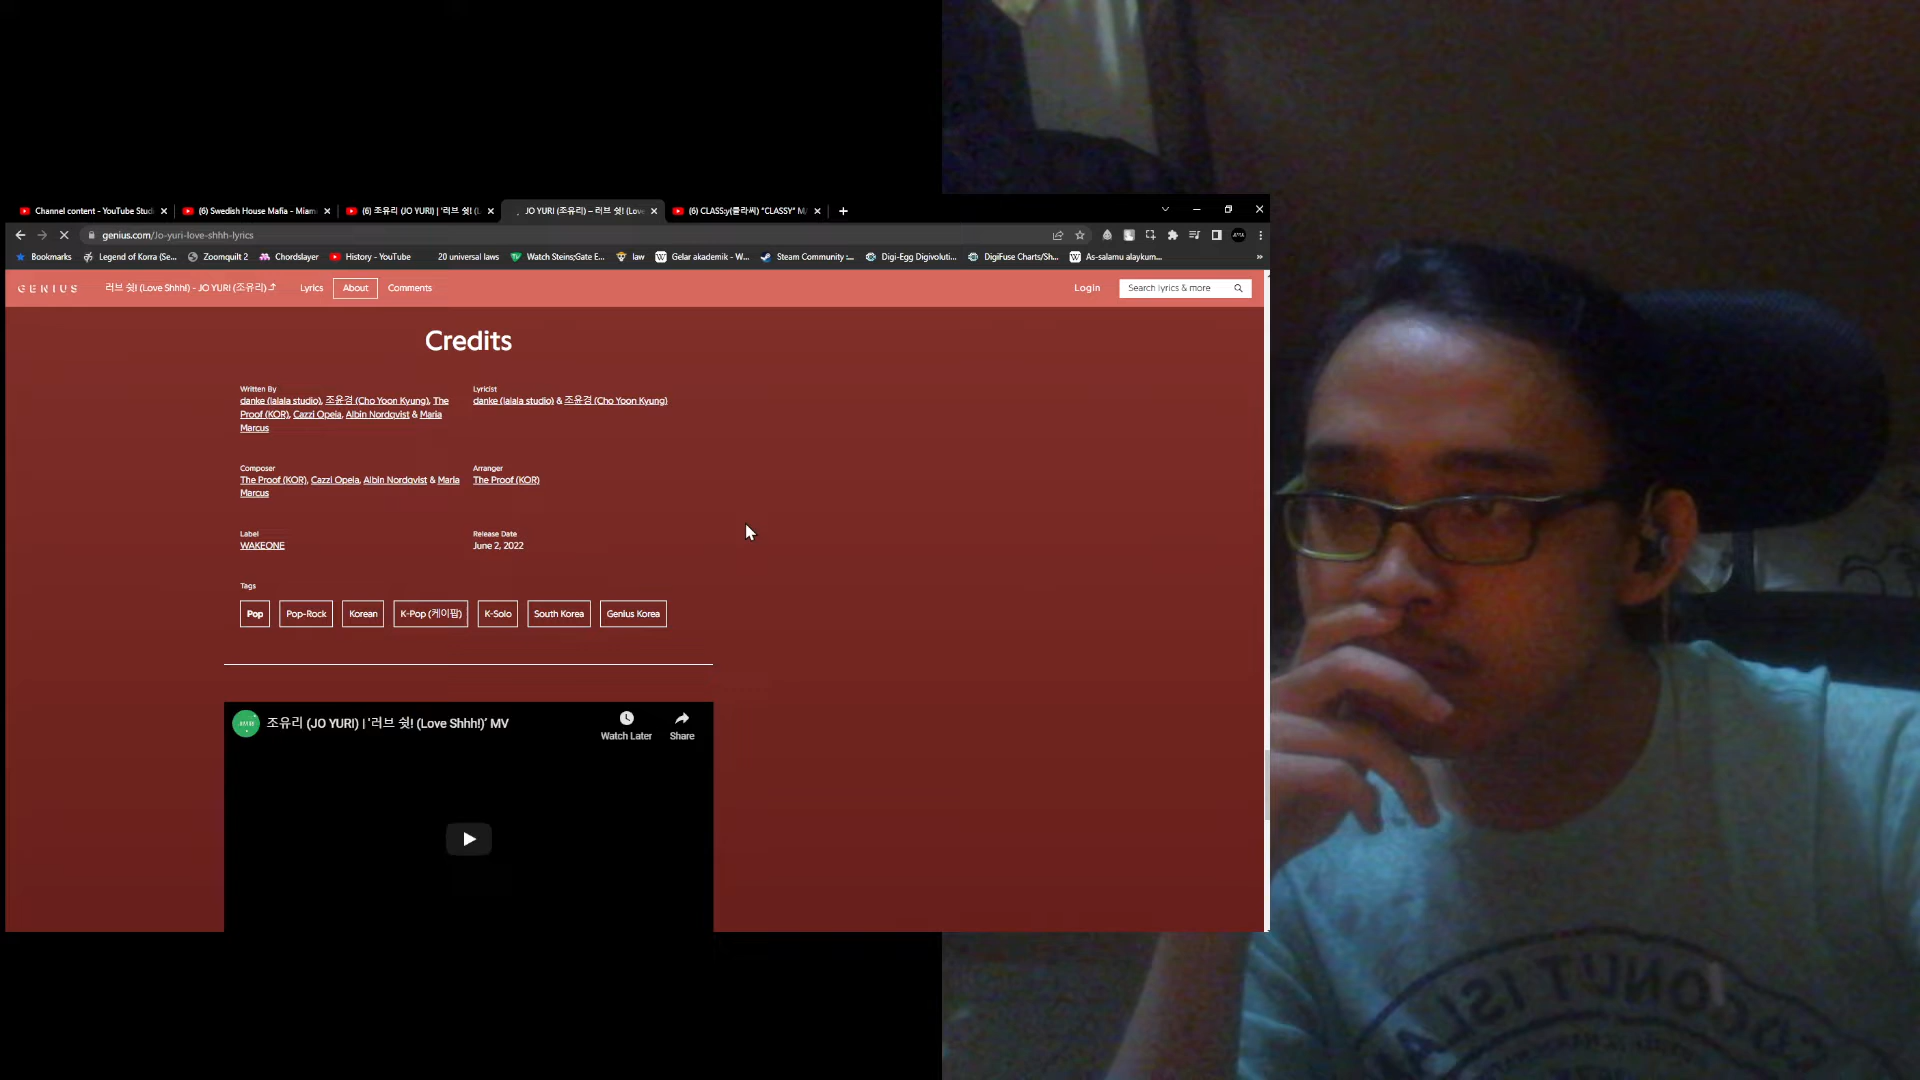 Channel content - YouTube Studi
(6) Swedish House Mafia - Miam
(6) 조유리 (JO YURI) | '러브 쉿! (L
JO YURI (조유리) – 러브 쉿! (Love
(6) CLASS:y(클라씨) "CLASSY" M
genius.com/Jo-yuri-love-shhh-lyrics
Bookmarks
Legend of Korra (Se...
Zoomquilt 2
Chordslayer
History - YouTube
20 universal laws
Watch Steins;Gate E...
law
Gelar akademik - W...
Steam Community :...
Digi-Egg Digivoluti...
DigiFuse Charts/Sh...
As-salamu alaykum...
GENIUS
러브 쉿! (Love Shhh!) - JO YURI (조유리)
Lyrics
About
Comments
Login
Search lyrics & more
Credits
Written By
danke (lalala studio), 조윤경 (Cho Yoon Kyung), The
Proof (KOR), Cazzi Opeia, Albin Nordqvist & Maria
Marcus
Lyricist
danke (lalala studio) & 조윤경 (Cho Yoon Kyung)
Composer
The Proof (KOR), Cazzi Opeia, Albin Nordqvist & Maria
Marcus
Arranger
The Proof (KOR)
Label
WAKEONE
Release Date
June 2, 2022
Tags
Pop
Pop-Rock
Korean
K-Pop (케이팝)
K-Solo
South Korea
Genius Korea
조유리 (JO YURI) | '러브 쉿! (Love Shhh!)' MV
Watch Later
Share
COCONUT ISLA